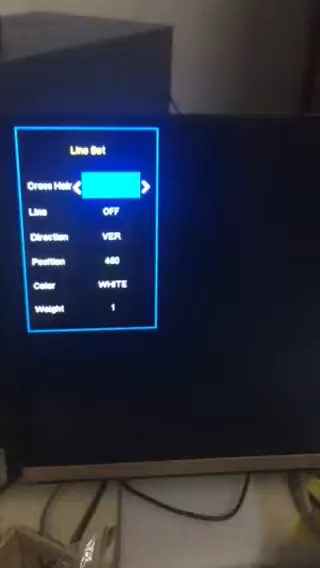 Line Set
Cross Hair
Line OFF
Direction VER
Position 460
Color WHITE
Weight 1